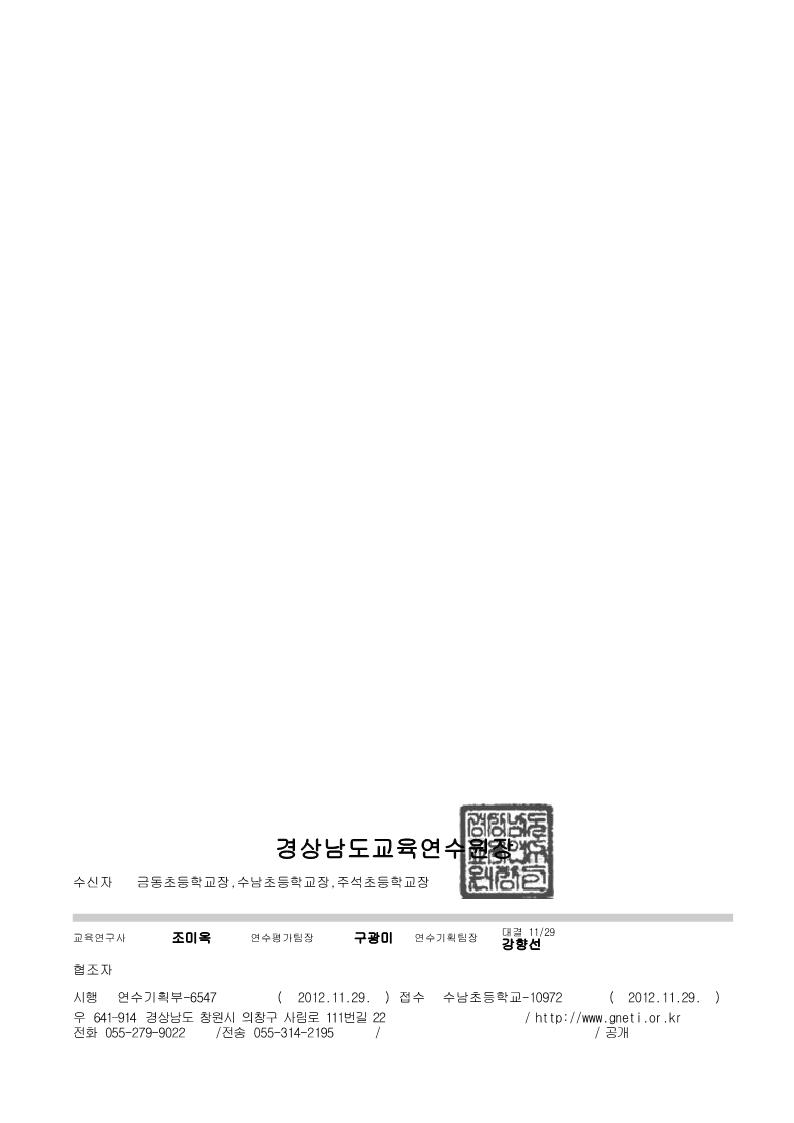 경상남도교육연수원장
수신자 금동초등학교장,수남초등학교장,주석초등학교장
교육연구사 조미옥 연수평가팀장 구광미 연수기획팀장 대결 11/29 강향선
협조자
시행 연수기획부-6547 ( 2012.11.29. ) 접수 수남초등학교-10972 ( 2012.11.29. )
우 641-914 경상남도 창원시 의창구 사림로 111번길 22 / http://www.gneti.or.kr
전화 055-279-9022 /전송 055-314-2195 / / 공개